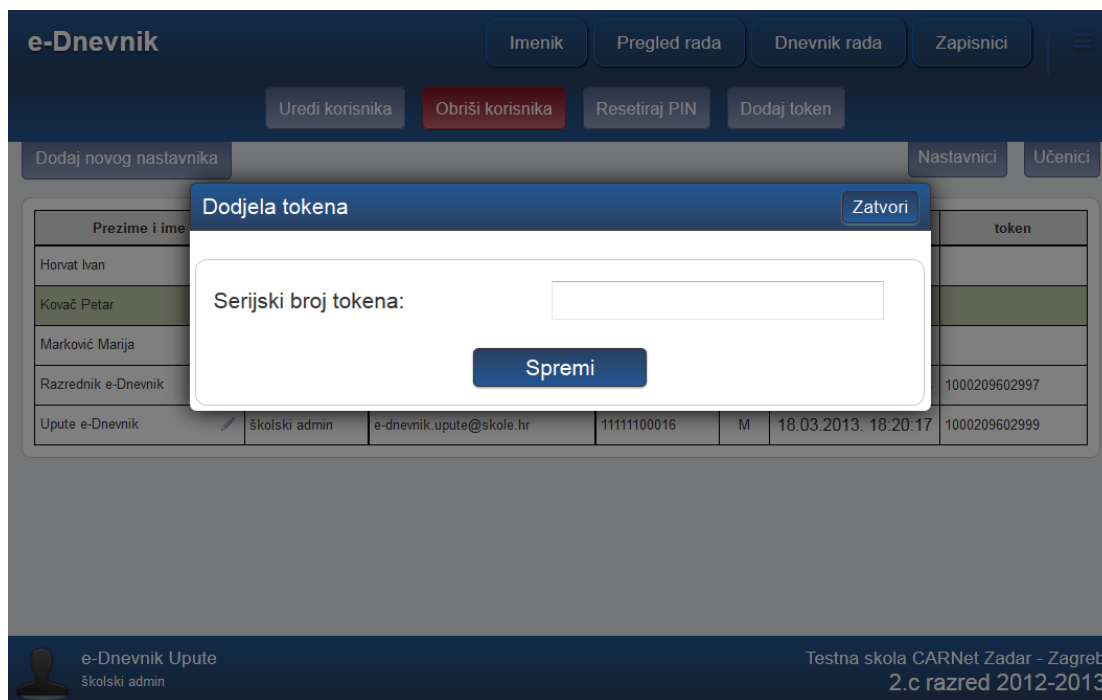 e-Dnevnik Imenik Pregled rada Dnevnik rada Zapisnici
Uredi korisnika Obriši korisnika Resetiraj PIN Dodaj token
Dodaj novog nastavnika Nastavnici Učenici
Dodjela tokena Zatvori
Prezime i ime token
Horvat Ivan
Serijski broj tokena:
Kovač Petar
Marković Marija
Spremi
Razrednik e-Dnevnik 1000209602997
Upute e-Dnevnik školski admin e-dnevnik.upute@skole.hr 11111100016 M 18.03.2013. 18:20:17 1000209602999
e-Dnevnik Upute Testna skola CARNet Zadar - Zagreb
školski admin 2.c razred 2012-2013